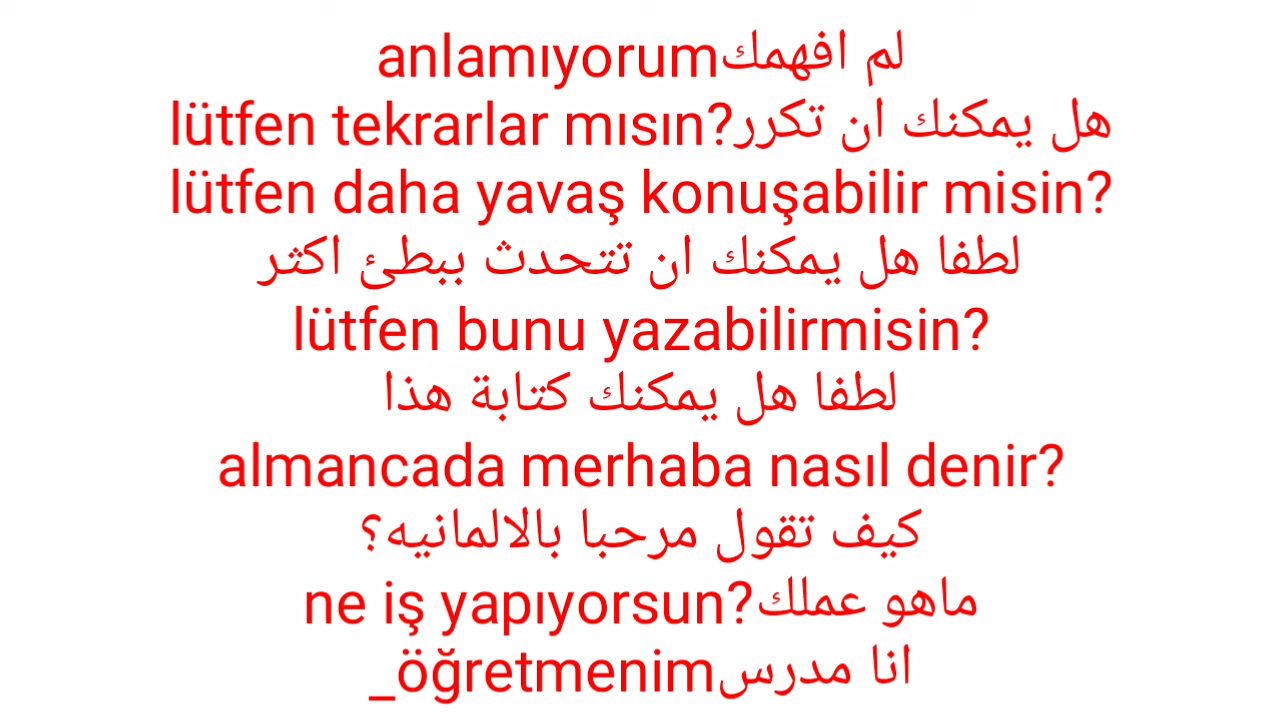 anlamıyorumلم افهمك
lütfen tekrarlar mısın?هل يمكنك ان تكرر
lütfen daha yavaş konuşabilir misin?
لطفا هل يمكنك ان تتحدث ببطئ اكثر
lütfen bunu yazabilirmisin?
لطفا هل يمكنك كتابة هذا
almancada merhaba nasıl denir?
كيف تقول مرحبا بالالمانيه؟
ne iş yapıyorsun?ماهو عملك
_öğretmenimانا مدرس